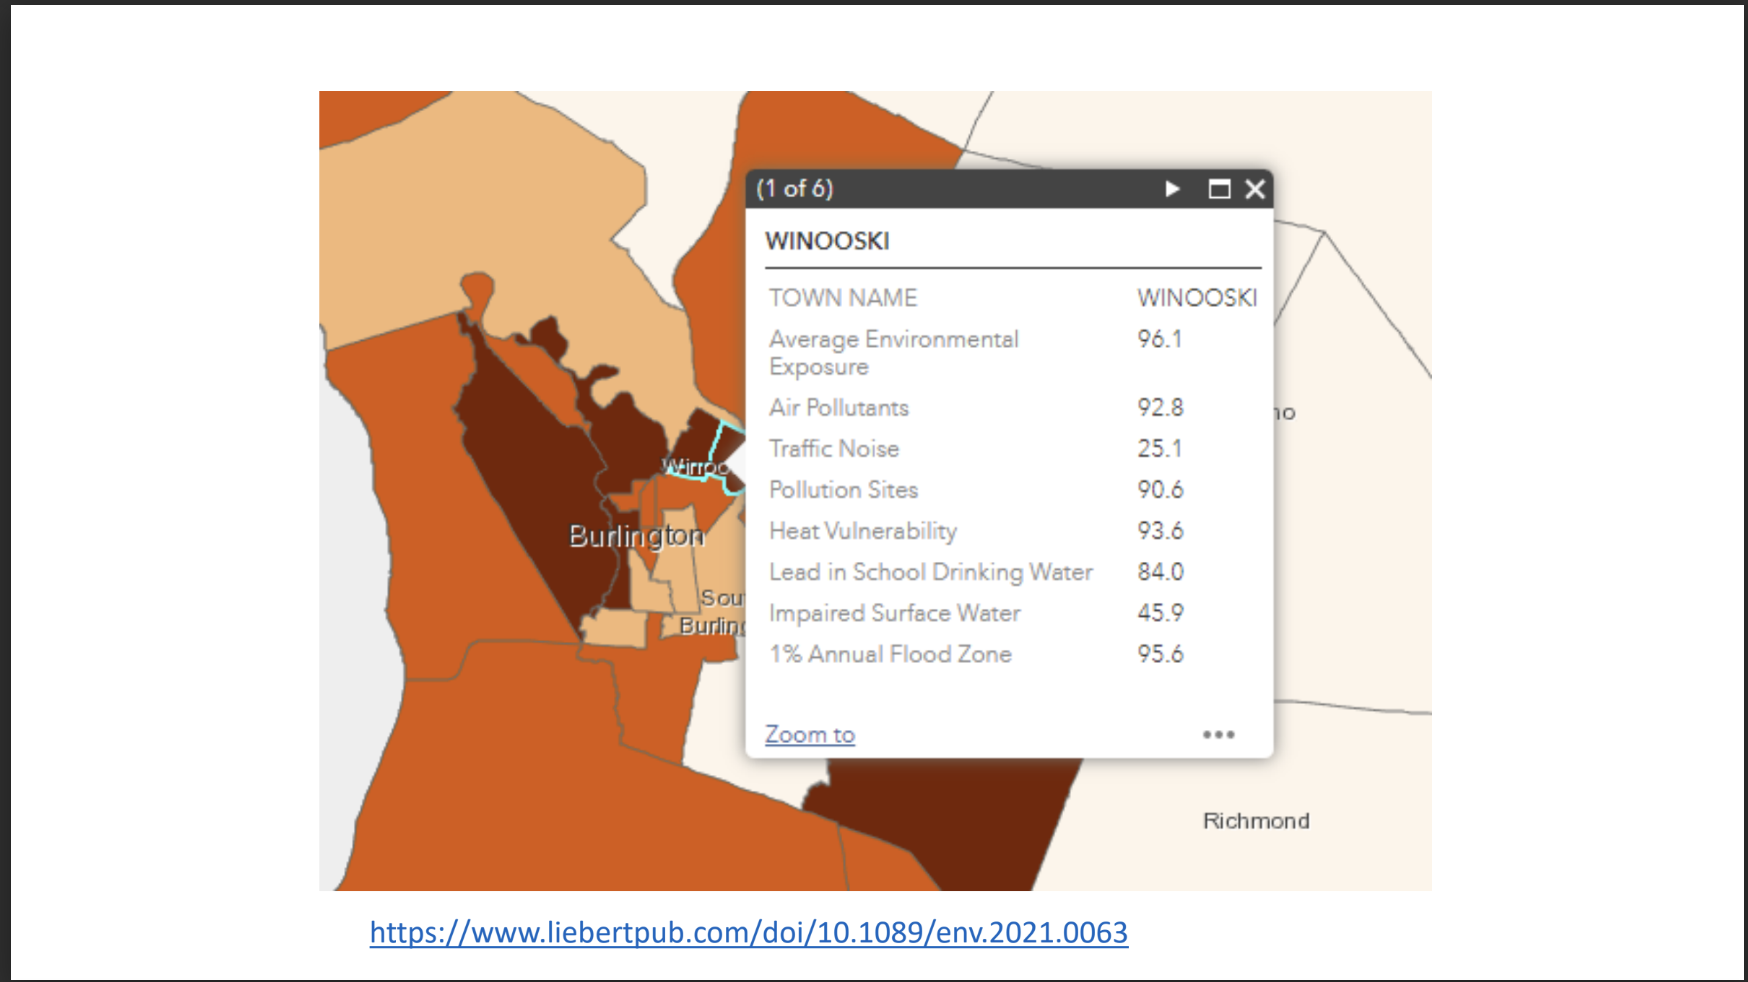 (1 of 6)
WINOOSKI
TOWN NAME WINOOSKI
Average Environmental 96.1
Exposure
Air Pollutants 92.8
Traffic Noise 25.1
Pollution Sites 90.6
Heat Vulnerability 93.6
Lead in School Drinking Water 84.0
Impaired Surface Water 45.9
1% Annual Flood Zone 95.6
Zoom to
Burlington
Sou
Burling
Richmond
https://www.liebertpub.com/doi/10.1089/env.2021.0063